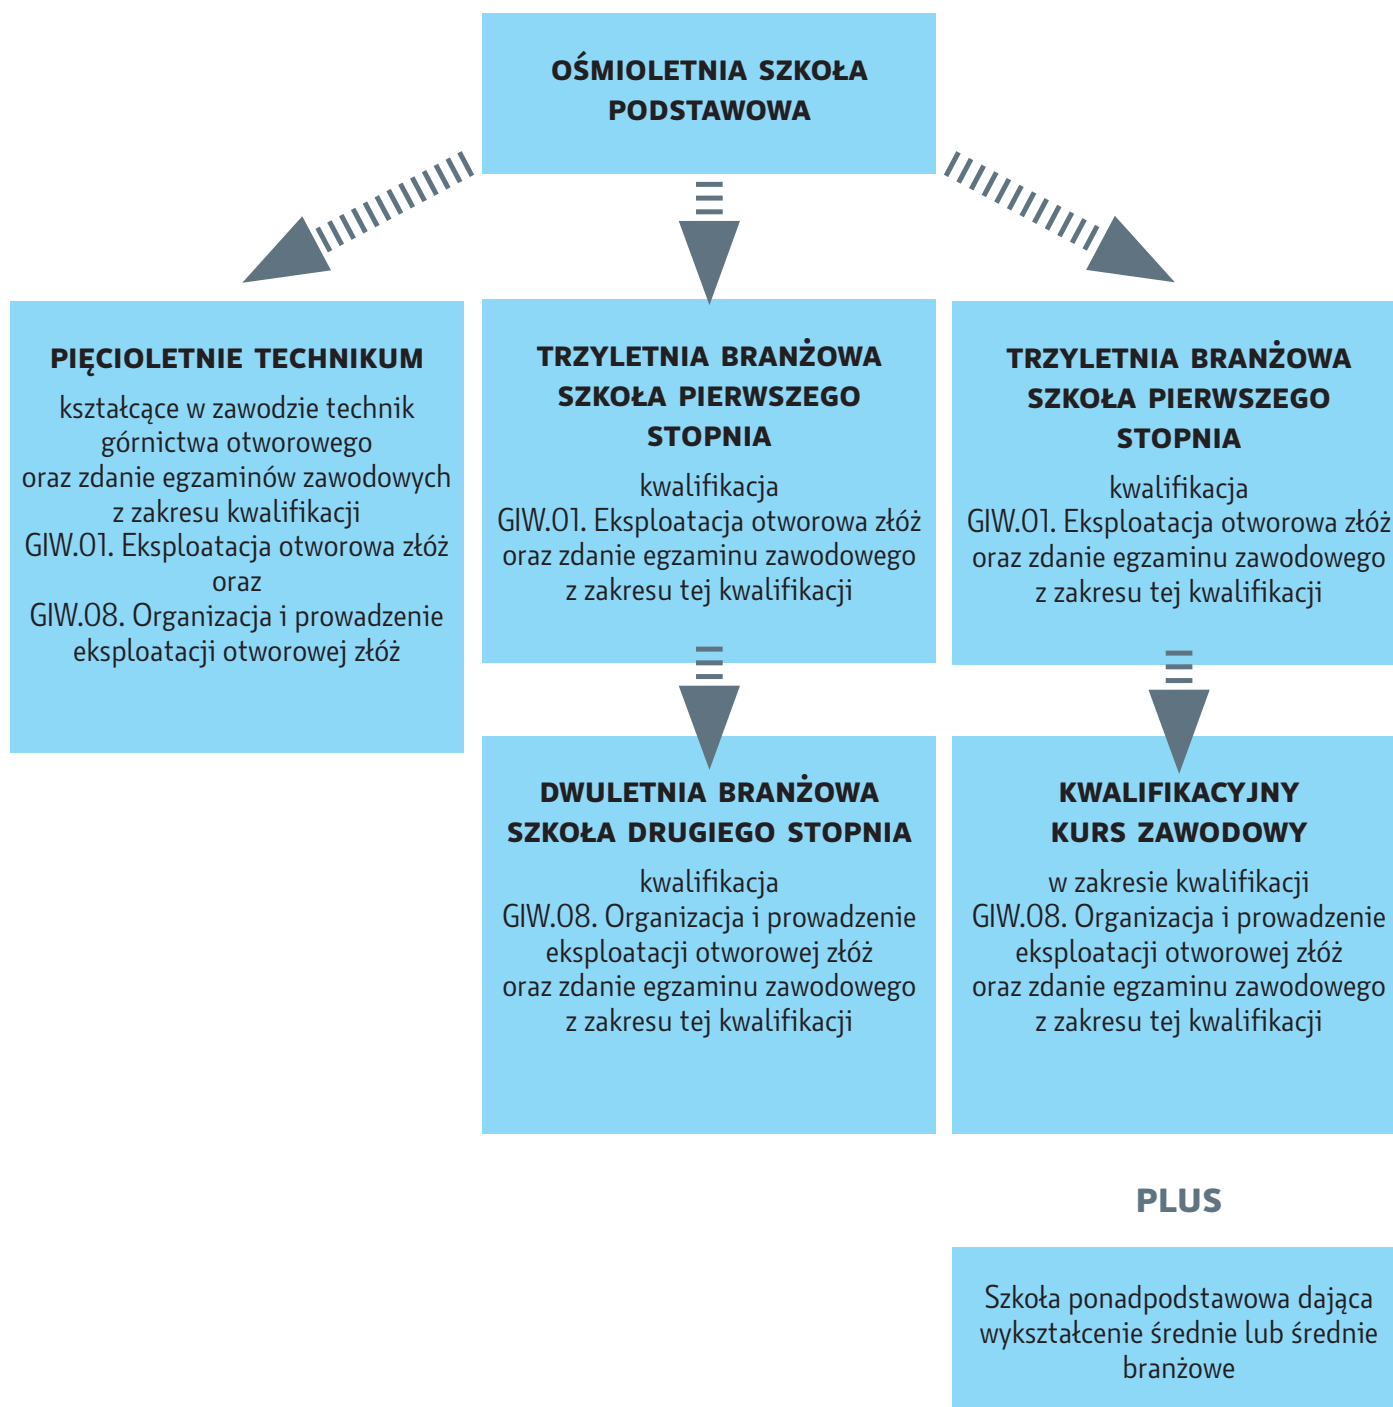 OŚMIOLETNIA SZKOŁA
PODSTAWOWA
PIĘCIOLETNIE TECHNIKUM
kształcące w zawodzie technik
górnictwa otworowego
oraz zdanie egzaminów zawodowych
z zakresu kwalifikacji
GIW.01. Eksploatacja otworowa złóż
oraz
GIW.08. Organizacja i prowadzenie
eksploatacji otworowej złóż
TRZYLETNIA BRANŻOWA
SZKOŁA PIERWSZEGO
STOPNIA
kwalifikacja
GIW.01. Eksploatacja otworowa złóż
oraz zdanie egzaminu zawodowego
z zakresu tej kwalifikacji
TRZYLETNIA BRANŻOWA
SZKOŁA PIERWSZEGO
STOPNIA
kwalifikacja
GIW.01. Eksploatacja otworowa złóż
oraz zdanie egzaminu zawodowego
z zakresu tej kwalifikacji
DWULETNIA BRANŻOWA
SZKOŁA DRUGIEGO STOPNIA
kwalifikacja
GIW.08. Organizacja i prowadzenie
eksploatacji otworowej złóż
oraz zdanie egzaminu zawodowego
z zakresu tej kwalifikacji
KWALIFIKACYJNY
KURS ZAWODOWY
w zakresie kwalifikacji
GIW.08. Organizacja i prowadzenie
eksploatacji otworowej złóż
oraz zdanie egzaminu zawodowego
z zakresu tej kwalifikacji
PLUS
Szkoła ponadpodstawowa dająca
wykształcenie średnie lub średnie
branżowe